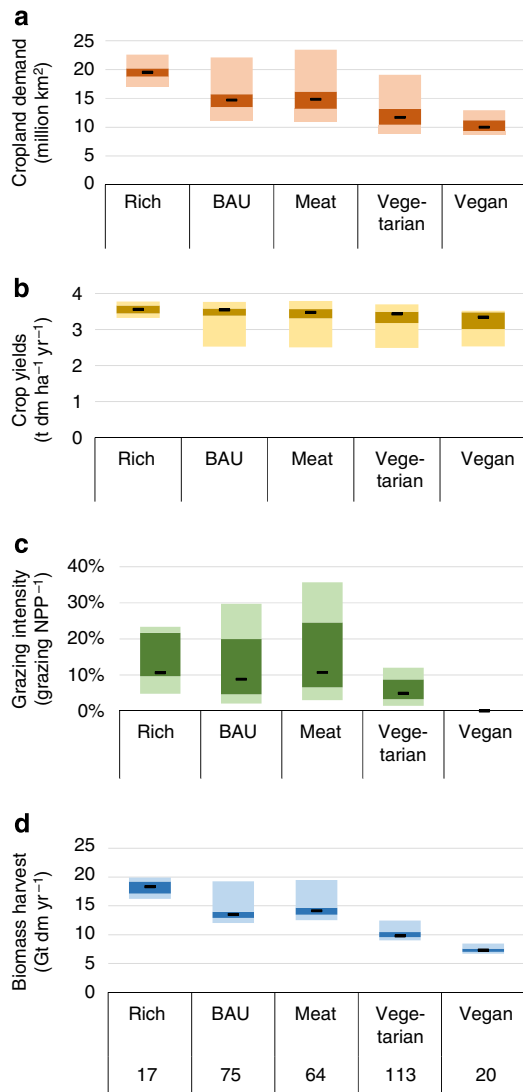 a
Cropland demand
(million km²)
25
20
15
10
5
0
Rich
BAU
Meat
Vege-
tarian
Vegan
b
Crop yields
(t dm ha⁻¹ yr⁻¹)
4
3
2
1
0
Rich
BAU
Meat
Vege-
tarian
Vegan
c
Grazing intensity
(grazing NPP⁻¹)
40%
30%
20%
10%
0%
Rich
BAU
Meat
Vege-
tarian
Vegan
d
Biomass harvest
(Gt dm yr⁻¹)
25
20
15
10
5
0
Rich
BAU
Meat
Vege-
tarian
Vegan
17 75 64 113 20